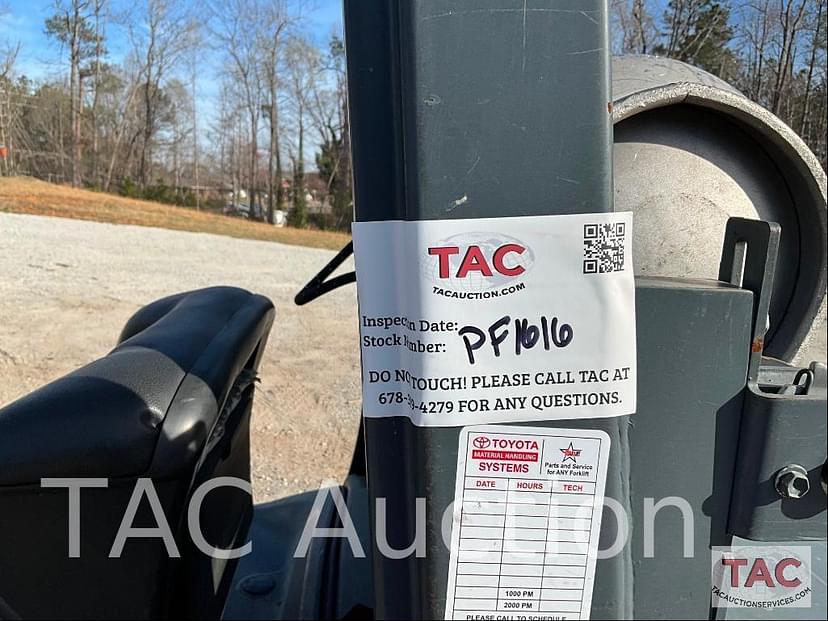 TAC
TACAUCTION.COM
Inspection Date:
Stock Number: PF1616
DO NOT TOUCH! PLEASE CALL TAC AT
4279 FOR ANY QUESTIONS.
TOYOTA
MATERIAL HANDLING
SYSTEMS
Parts and Service
for ANY Forklift
DATE HOURS TECH
1000 PM
2000 PM
PLEASE CALL TO SCHEDULE
TAC Auction
TAC
TACAUCTIONSERVICES.COM